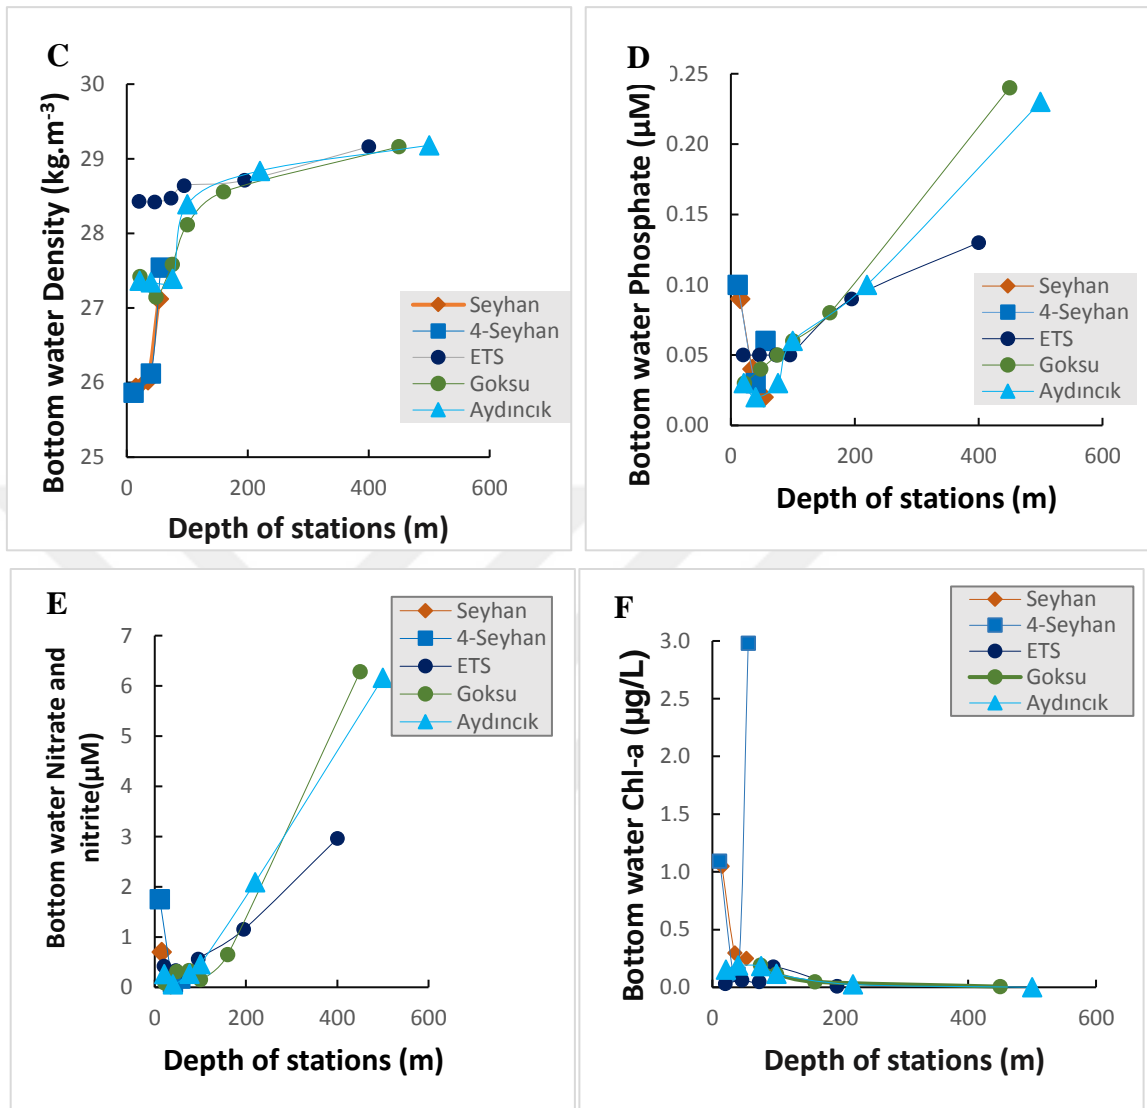 C
Bottom water Density (kg.m-3)
30
29
28
27
26
25
0
200
400
600
Depth of stations (m)
Seyhan
4-Seyhan
ETS
Goksu
Aydıncık
D
Bottom water Phosphate (µM)
0.25
0.20
0.15
0.10
0.05
0.00
0
200
400
600
Depth of stations (m)
Seyhan
4-Seyhan
ETS
Goksu
Aydıncık
E
Bottom water Nitrate and
nitrite(µM)
7
6
5
4
3
2
1
0
0
200
400
600
Depth of stations (m)
Seyhan
4-Seyhan
ETS
Goksu
Aydıncık
F
Bottom water Chl-a (µg/L)
3.0
2.5
2.0
1.5
1.0
0.5
0.0
0
200
400
600
Depth of stations (m)
Seyhan
4-Seyhan
ETS
Goksu
Aydıncık